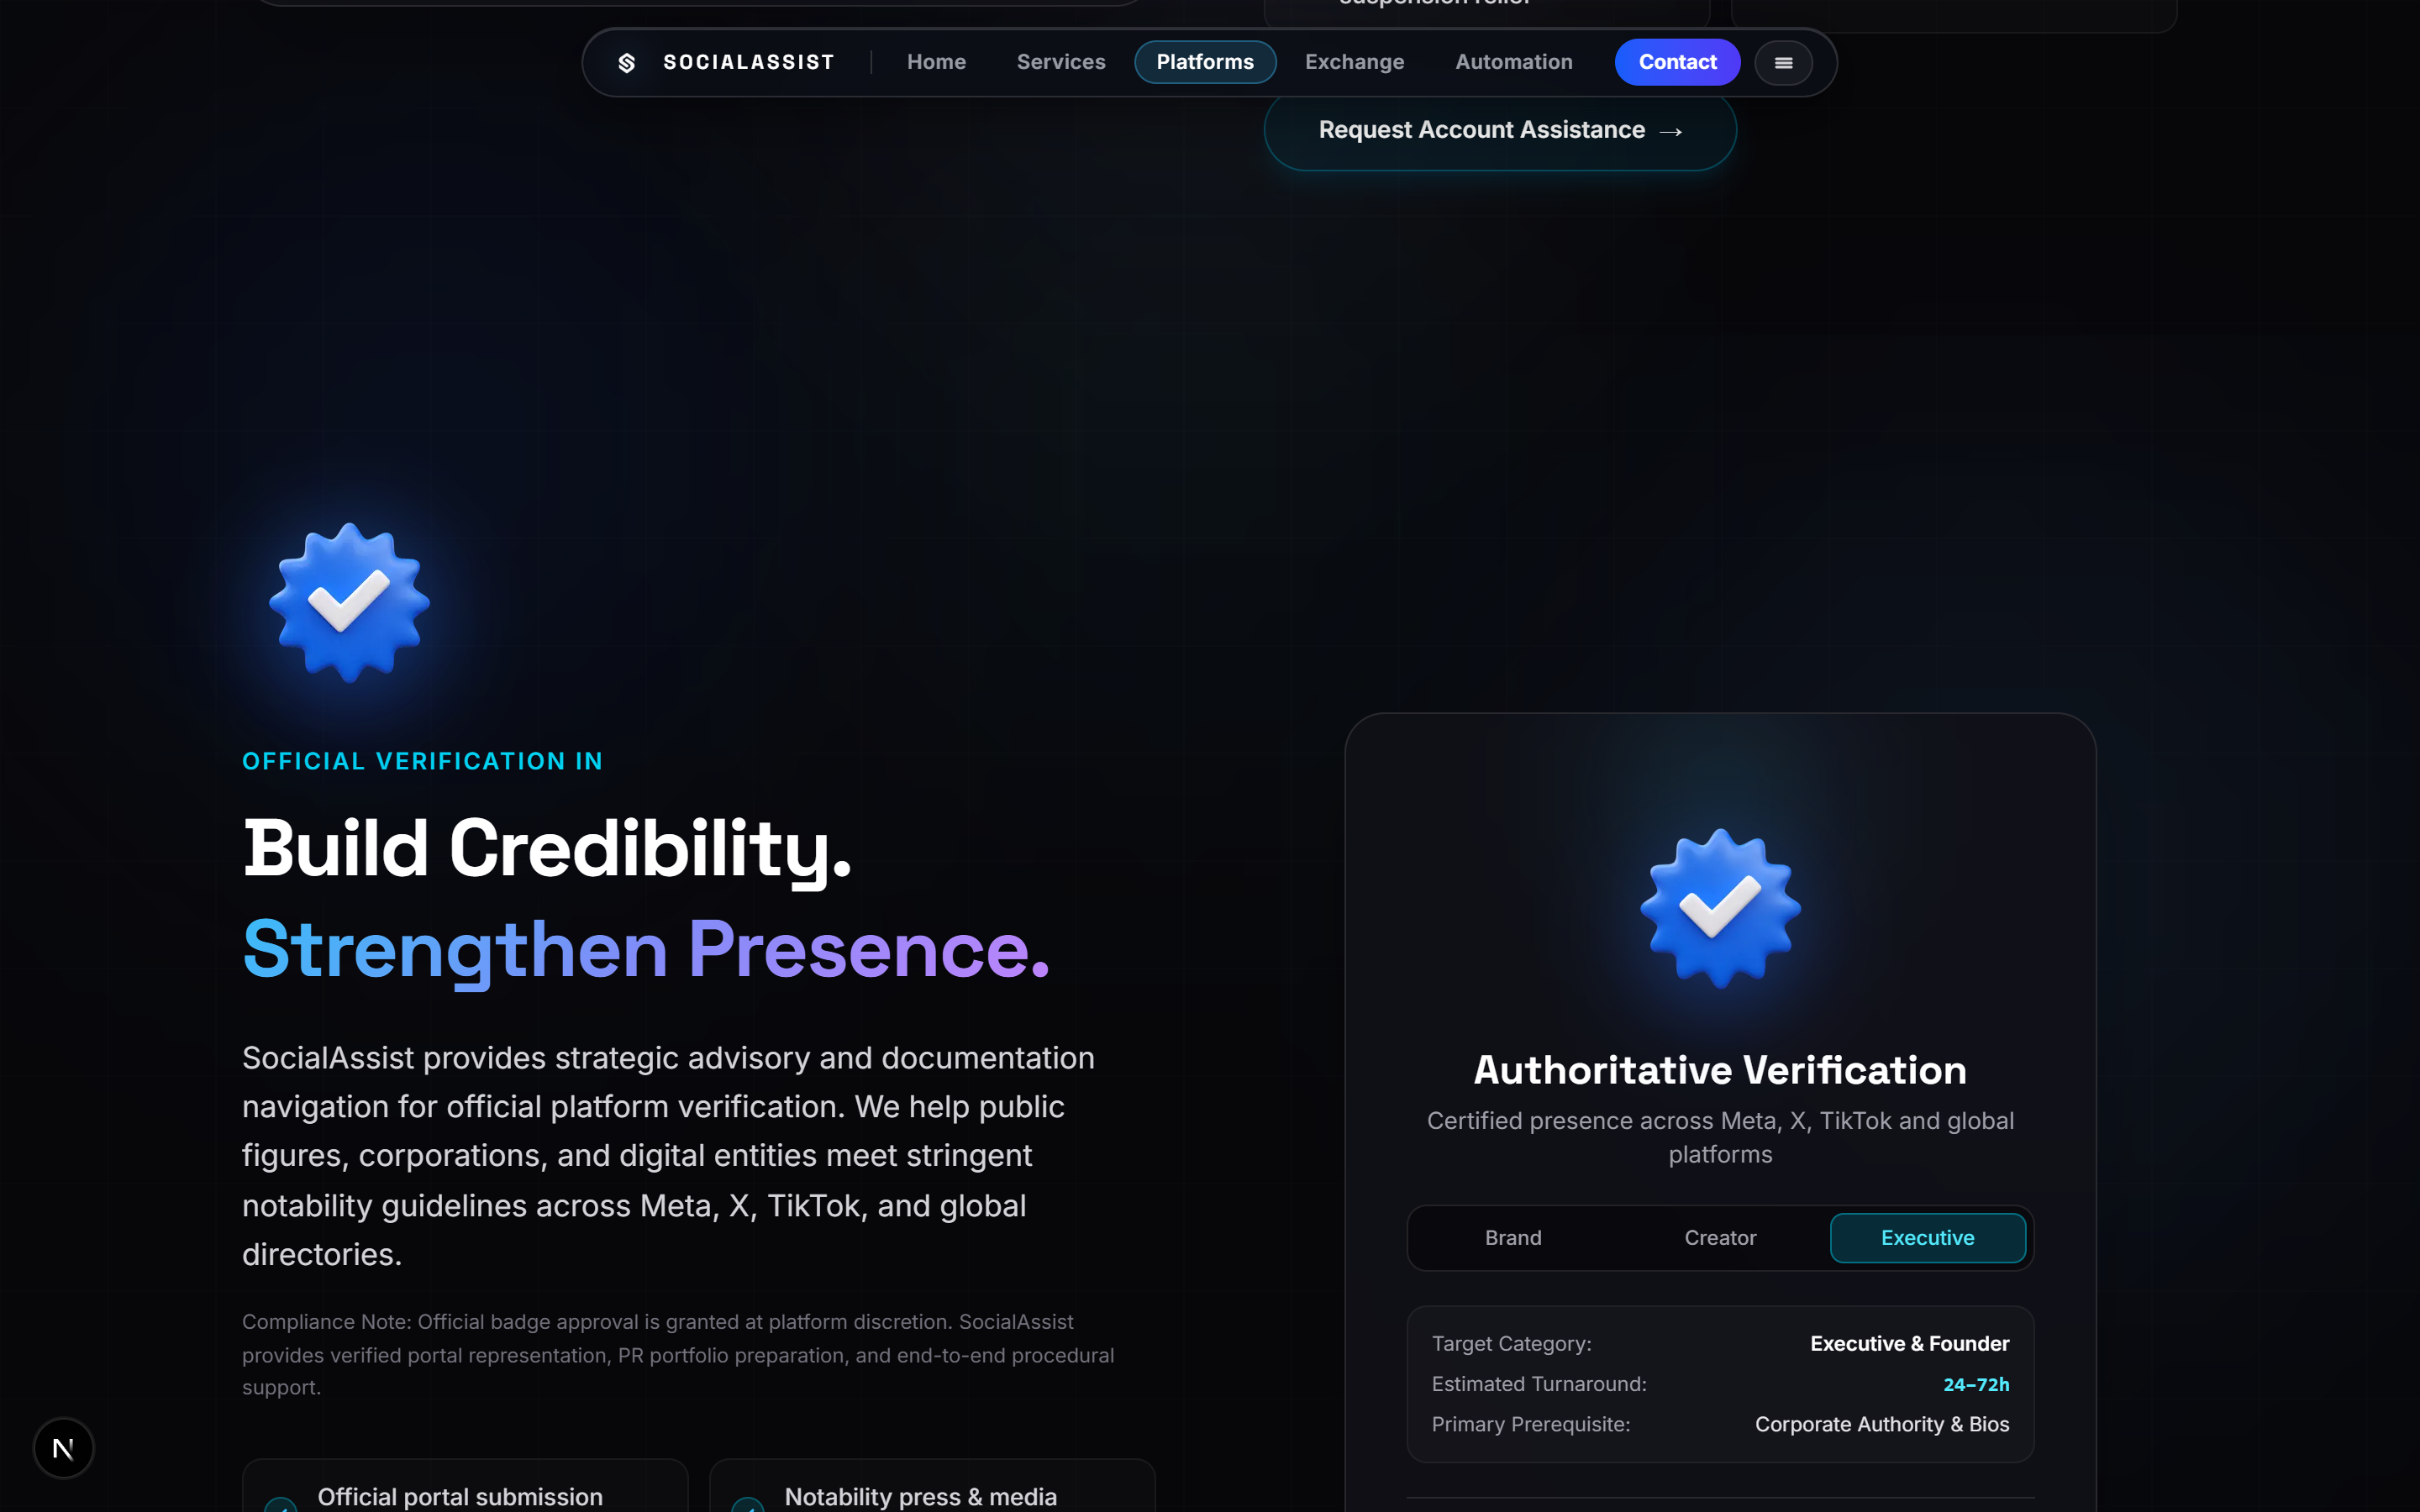 suspension relief
SOCIALASSIST
Home
Services
Platforms
Exchange
Automation
Contact
Request Account Assistance →
OFFICIAL VERIFICATION IN
Build Credibility.
Strengthen Presence.
SocialAssist provides strategic advisory and documentation
navigation for official platform verification. We help public
figures, corporations, and digital entities meet stringent
notability guidelines across Meta, X, TikTok, and global
directories.
Compliance Note: Official badge approval is granted at platform discretion. SocialAssist
provides verified portal representation, PR portfolio preparation, and end-to-end procedural
support.
Official portal submission
Notability press & media
Authoritative Verification
Certified presence across Meta, X, TikTok and global
platforms
Brand
Creator
Executive
Target Category:
Executive & Founder
Estimated Turnaround:
24–72h
Primary Prerequisite:
Corporate Authority & Bios
N